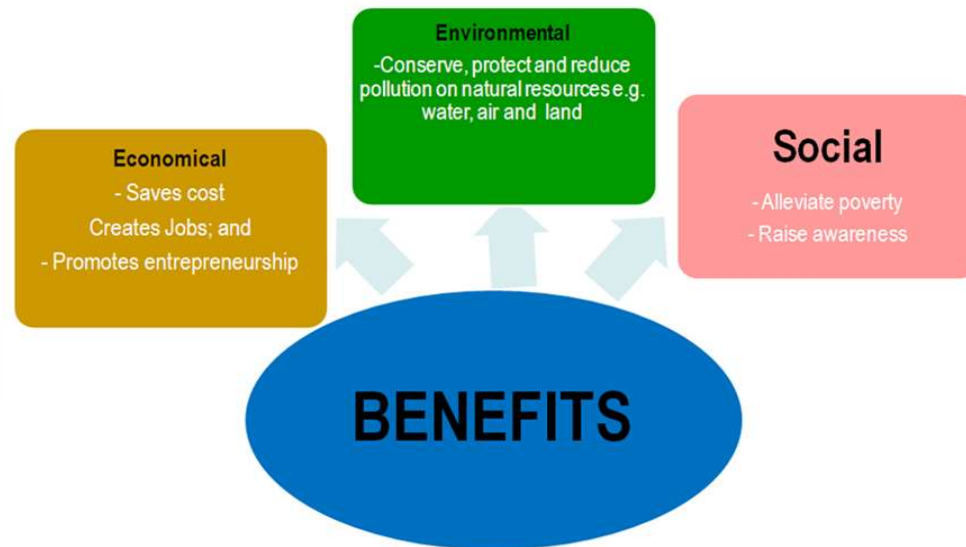 Economical
- Saves cost
Creates Jobs; and
- Promotes entrepreneurship
Environmental
-Conserve, protect and reduce
pollution on natural resources e.g.
water, air and land
Social
- Alleviate poverty
- Raise awareness
BENEFITS